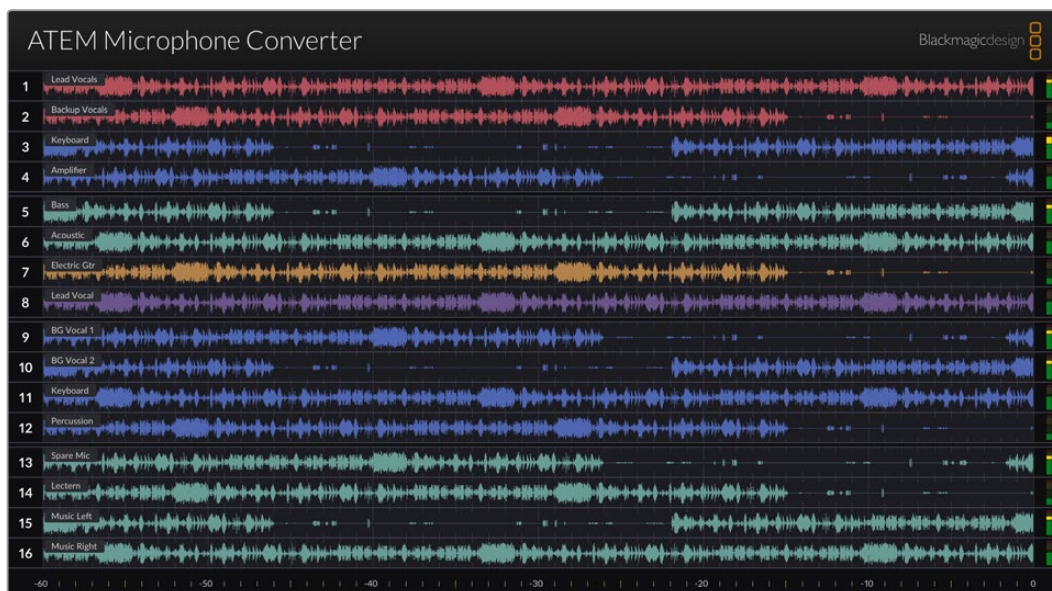 ATEM Microphone Converter
Blackmagicdesign
1 Lead Vocals
2 Backup Vocals
3 Keyboard
4 Amplifier
5 Bass
6 Acoustic
7 Electric Gtr
8 Lead Vocal
9 BG Vocal 1
10 BG Vocal 2
11 Keyboard
12 Percussion
13 Spare Mic
14 Lectern
15 Music Left
16 Music Right
-60 -50 -40 -30 -20 -10 0